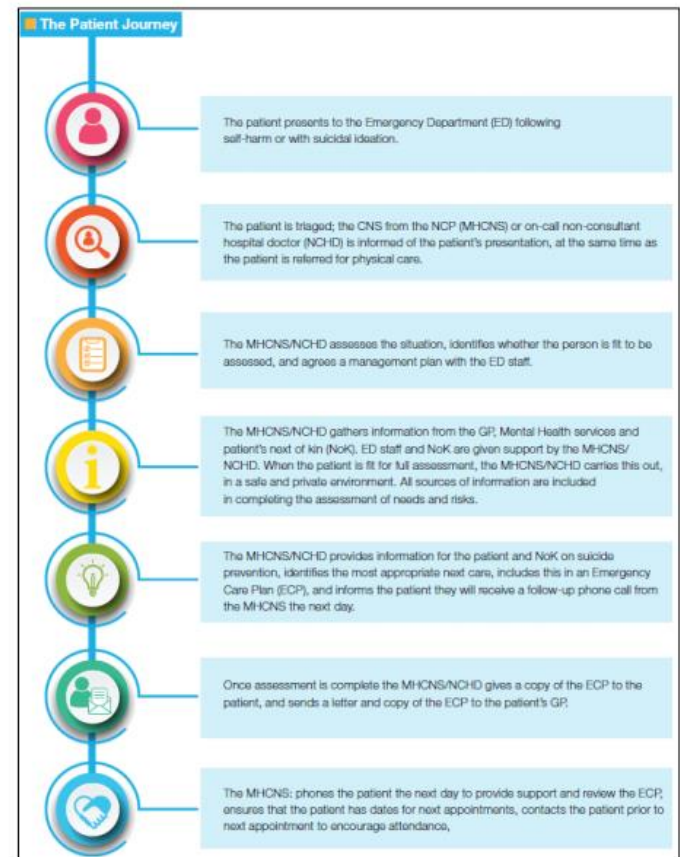 The Patient Journey
The patient presents to the Emergency Department (ED) following
self-harm or with suicidal ideation.
The patient is triaged; the CNS from the NCP (MHCNS) or on-call non-consultant
hospital doctor (NCHD) is informed of the patient's presentation, at the same time as
the patient is referred for physical care.
The MHCNS/NCHD assesses the situation, identifies whether the person is fit to be
assessed, and agrees a management plan with the ED staff.
The MHCNS/NCHD gathers information from the GP, Mental Health services and
patient's next of kin (NoK). ED staff and NoK are given support by the MHCNS/
NCHD. When the patient is fit for full assessment, the MHCNS/NCHD carries this out,
in a safe and private environment. All sources of information are included
in completing the assessment of needs and risks.
The MHCNS/NCHD provides information for the patient and NoK on suicide
prevention, identifies the most appropriate next care, includes this in an Emergency
Care Plan (ECP), and informs the patient they will receive a follow-up phone call from
the MHCNS the next day.
Once assessment is complete the MHCNS/NCHD gives a copy of the ECP to the
patient, and sends a letter and copy of the ECP to the patient's GP.
The MHCNS: phones the patient the next day to provide support and review the ECP,
ensures that the patient has dates for next appointments, contacts the patient prior to
next appointment to encourage attendance,